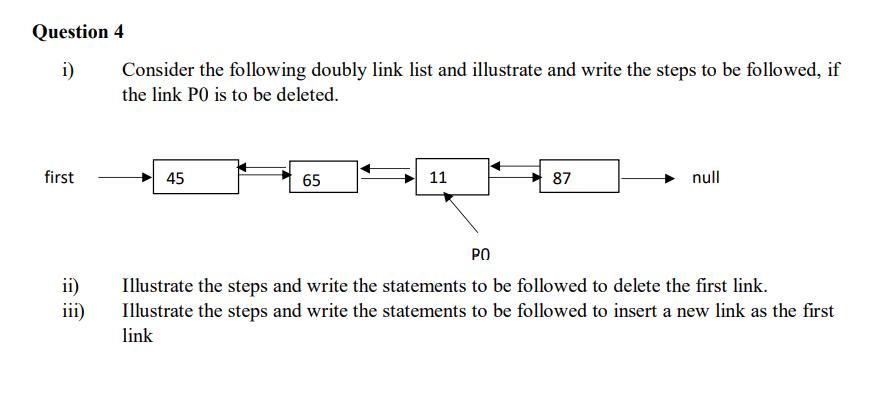 Question 4
i) Consider the following doubly link list and illustrate and write the steps to be followed, if
the link P0 is to be deleted.
first 45 65 11 87 null
P0
ii) Illustrate the steps and write the statements to be followed to delete the first link.
iii) Illustrate the steps and write the statements to be followed to insert a new link as the first
link